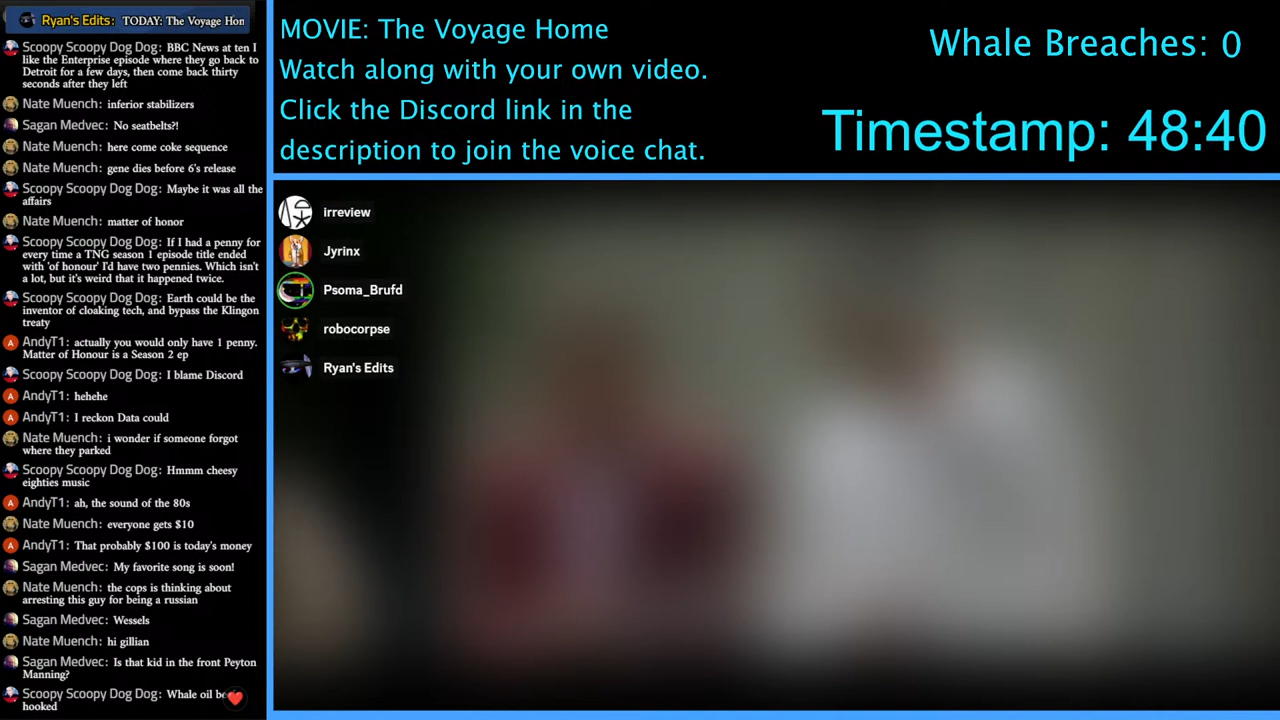 Ryan's Edits: TODAY: The Voyage Hom
Scoopy Scoopy Dog Dog: BBC News at ten I
like the Enterprise episode where they go back to
Detroit for a few days, then come back thirty
seconds after they left
Nate Muench: inferior stabilizers
Sagan Medvec: No seatbelts?!
Nate Muench: here come coke sequence
Nate Muench: gene dies before 6's release
Scoopy Scoopy Dog Dog: Maybe it was all the
affairs
Nate Muench: matter of honor
Scoopy Scoopy Dog Dog: If I had a penny for
every time a TNG season 1 episode title ended
with 'of honour' I'd have two pennies. Which isn't
a lot, but it's weird that it happened twice.
Scoopy Scoopy Dog Dog: Earth could be the
inventor of cloaking tech, and bypass the Klingon
treaty
A AndyT1: actually you would only have 1 penny.
Matter of Honour is a Season 2 ep
Scoopy Scoopy Dog Dog: I blame Discord
A AndyT1: hehehe
A AndyT1: I reckon Data could
Nate Muench: i wonder if someone forgot
where they parked
Scoopy Scoopy Dog Dog: Hmmm cheesy
eighties music
A AndyT1: ah, the sound of the 80s
Nate Muench: everyone gets $10
A AndyT1: That probably $100 is today's money
Sagan Medvec: My favorite song is soon!
Nate Muench: the cops is thinking about
arresting this guy for being a russian
Sagan Medvec: Wessels
Nate Muench: hi gillian
Sagan Medvec: Is that kid in the front Peyton
Manning?
Scoopy Scoopy Dog Dog: Whale oil
hooked
MOVIE: The Voyage Home
Watch along with your own video.
Click the Discord link in the
description to join the voice chat.
Whale Breaches: 0
Timestamp: 48:40
irreview
Jyrinx
Psoma_Brufd
robocorpse
Ryan's Edits